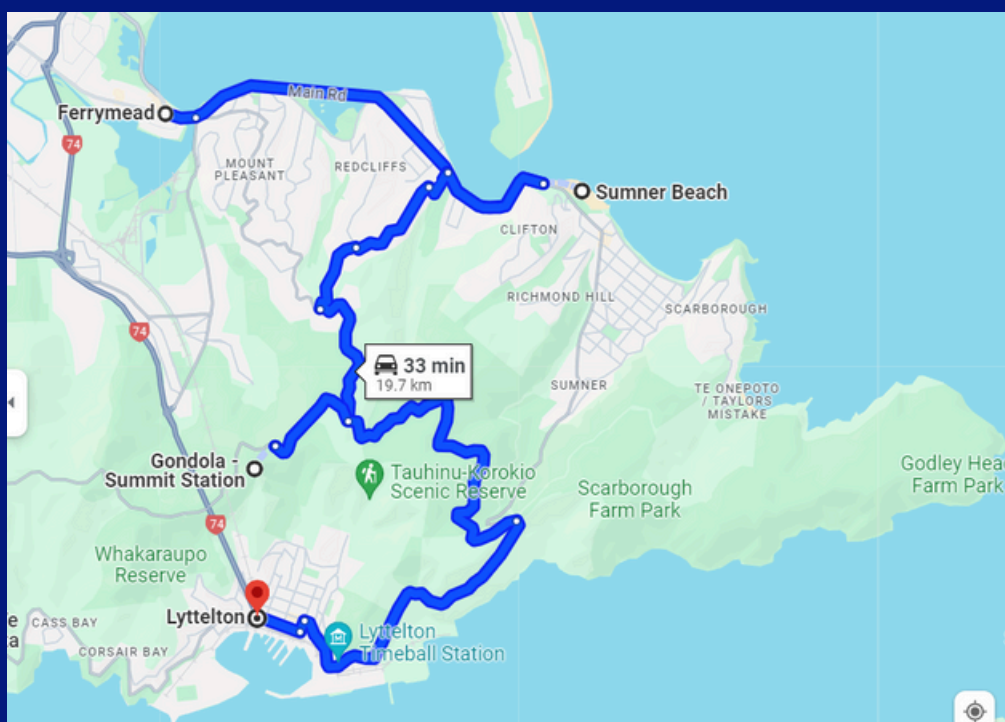 Main Rd
Ferrymead
74
MOUNT
PLEASANT
REDCLIFFS
Sumner Beach
CLIFTON
RICHMOND HILL
SCARBOROUGH
74
33 min
19.7 km
SUMNER
TE ONEPOTO
/ TAYLORS
MISTAKE
Gondola -
Summit Station
Tauhinu-Korokio
Scenic Reserve
Scarborough
Farm Park
Godley Hea
Farm Park
74
Whakaraupo
Reserve
Lyttelton
e
ta
CASS BAY
CORSAIR BAY
Lyttelton
Timeball Station